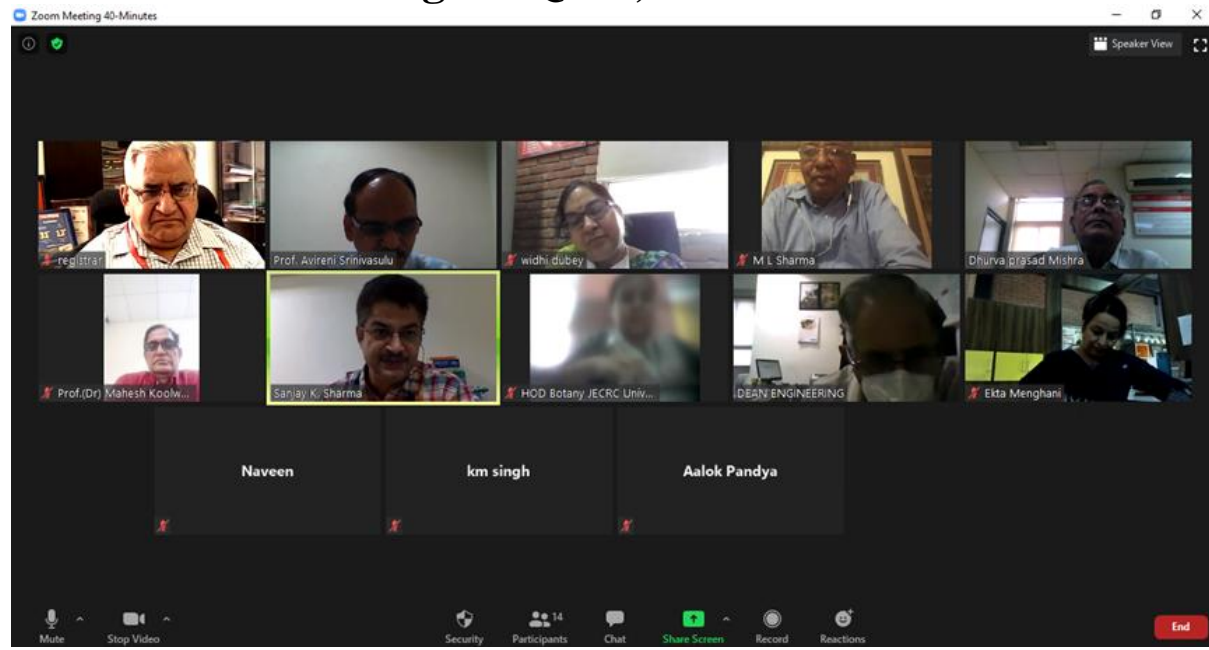 Zoom Meeting 40-Minutes
Speaker View
registrar
Prof. Avireni Srinivasulu
widhi dubey
M L Sharma
Dhurva prasad Mishra
Prof.(Dr) Mahesh Koolw...
Sanjay K. Sharma
HOD Botany JECRC Univ...
DEAN ENGINEERING
Ekta Menghani
Naveen
km singh
Aalok Pandya
Mute
Stop Video
Security
Participants
14
Chat
Share Screen
Record
Reactions
End